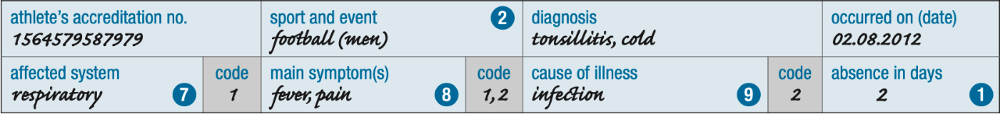 athlete's accreditation no.
1564579587979
sport and event 2
football (men)
diagnosis
tonsillitis, cold
occurred on (date)
02.08.2012
affected system
respiratory 7
code
1
main symptom(s)
fever, pain 8
code
1, 2
cause of illness
infection 9
code
2
absence in days
2 1